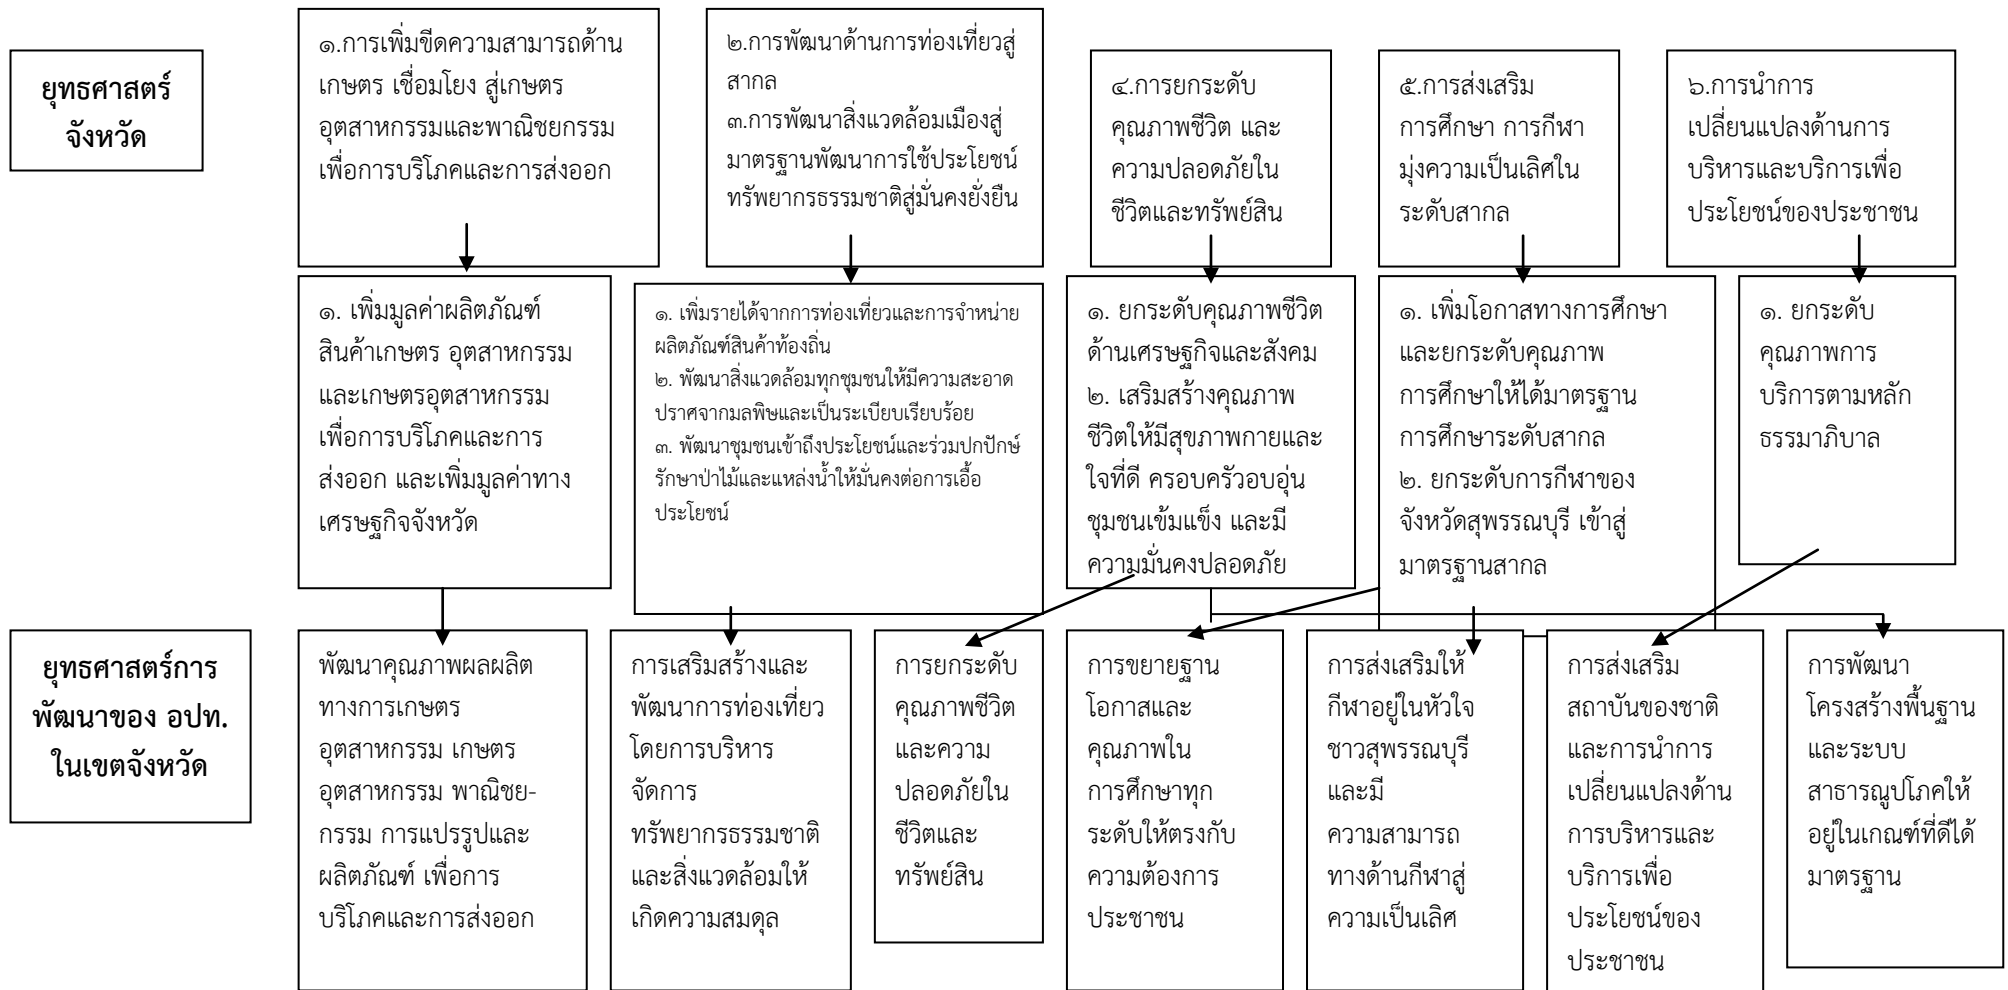 ยุทธศาสตร์
จังหวัด
๑.การเพิ่มขีดความสามารถด้าน
เกษตร เชื่อมโยง สู่เกษตร
อุตสาหกรรมและพาณิชยกรรม
เพื่อการบริโภคและการส่งออก
๒.การพัฒนาด้านการท่องเที่ยวสู่
สากล
๓.การพัฒนาสิ่งแวดล้อมเมืองสู่
มาตรฐานพัฒนาการใช้ประโยชน์
ทรัพยากรธรรมชาติสู่มั่นคงยั่งยืน
๔.การยกระดับ
คุณภาพชีวิต และ
ความปลอดภัยใน
ชีวิตและทรัพย์สิน
๕.การส่งเสริม
การศึกษา การกีฬา
มุ่งความเป็นเลิศใน
ระดับสากล
๖.การนำการ
เปลี่ยนแปลงด้านการ
บริหารและบริการเพื่อ
ประโยชน์ของประชาชน
๑. เพิ่มมูลค่าผลิตภัณฑ์
สินค้าเกษตร อุตสาหกรรม
และเกษตรอุตสาหกรรม
เพื่อการบริโภคและการ
ส่งออก และเพิ่มมูลค่าทาง
เศรษฐกิจจังหวัด
๑. เพิ่มรายได้จากการท่องเที่ยวและการจำหน่าย
ผลิตภัณฑ์สินค้าท้องถิ่น
๒. พัฒนาสิ่งแวดล้อมทุกชุมชนให้มีความสะอาด
ปราศจากมลพิษและเป็นระเบียบเรียบร้อย
๓. พัฒนาชุมชนเข้าถึงประโยชน์และร่วมปกปักษ์
รักษาป่าไม้และแหล่งน้ำให้มั่นคงต่อการเอื้อ
ประโยชน์
๑. ยกระดับคุณภาพชีวิต
ด้านเศรษฐกิจและสังคม
๒. เสริมสร้างคุณภาพ
ชีวิตให้มีสุขภาพกายและ
ใจที่ดี ครอบครัวอบอุ่น
ชุมชนเข้มแข็ง และมี
ความมั่นคงปลอดภัย
๑. เพิ่มโอกาสทางการศึกษา
และยกระดับคุณภาพ
การศึกษาให้ได้มาตรฐาน
การศึกษาระดับสากล
๒. ยกระดับการกีฬาของ
จังหวัดสุพรรณบุรี เข้าสู่
มาตรฐานสากล
๑. ยกระดับ
คุณภาพการ
บริการตามหลัก
ธรรมาภิบาล
ยุทธศาสตร์การ
พัฒนาของ อปท.
ในเขตจังหวัด
พัฒนาคุณภาพผลผลิต
ทางการเกษตร
อุตสาหกรรม เกษตร
อุตสาหกรรม พาณิชย-
กรรม การแปรรูปและ
ผลิตภัณฑ์ เพื่อการ
บริโภคและการส่งออก
การเสริมสร้างและ
พัฒนาการท่องเที่ยว
โดยการบริหาร
จัดการ
ทรัพยากรธรรมชาติ
และสิ่งแวดล้อมให้
เกิดความสมดุล
การยกระดับ
คุณภาพชีวิต
และความ
ปลอดภัยใน
ชีวิตและ
ทรัพย์สิน
การขยายฐาน
โอกาสและ
คุณภาพใน
การศึกษาทุก
ระดับให้ตรงกับ
ความต้องการ
ประชาชน
การส่งเสริมให้
กีฬาอยู่ในหัวใจ
ชาวสุพรรณบุรี
และมี
ความสามารถ
ทางด้านกีฬาสู่
ความเป็นเลิศ
การส่งเสริม
สถาบันของชาติ
และการนำการ
เปลี่ยนแปลงด้าน
การบริหารและ
บริการเพื่อ
ประโยชน์ของ
ประชาชน
การพัฒนา
โครงสร้างพื้นฐาน
และระบบ
สาธารณูปโภคให้
อยู่ในเกณฑ์ที่ดีได้
มาตรฐาน